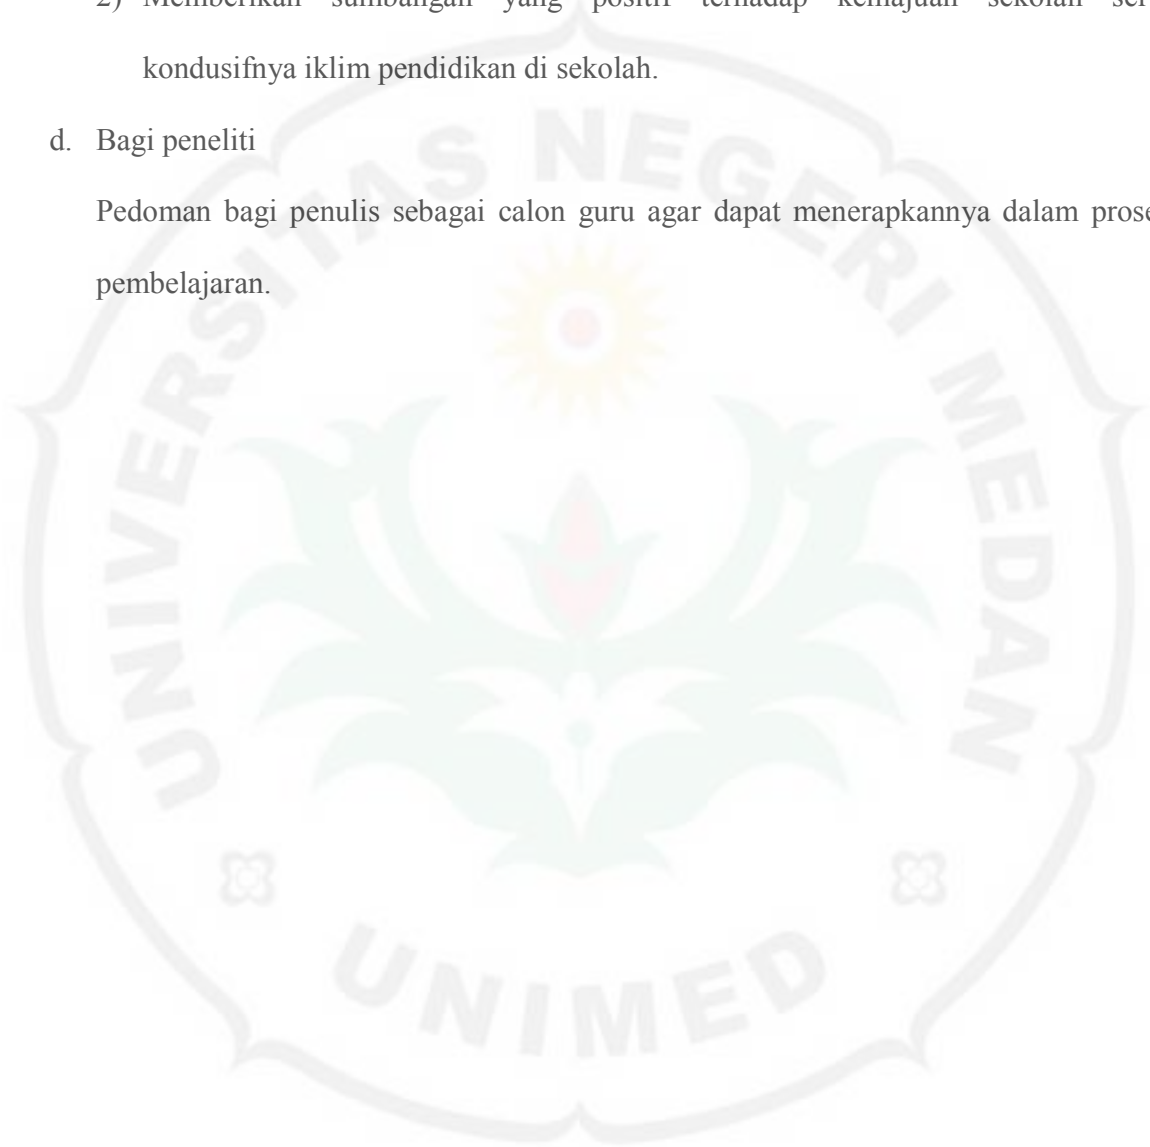 2) Memberikan sumbangan yang positif terhadap kemajuan sekolah
kondusifnya iklim pendidikan di sekolah.
d. Bagi peneliti
Pedoman bagi penulis sebagai calon guru agar dapat menerapkannya dalam
pembelajaran.
UNIVERSITAS NEGERI MEDAN
UNIMED